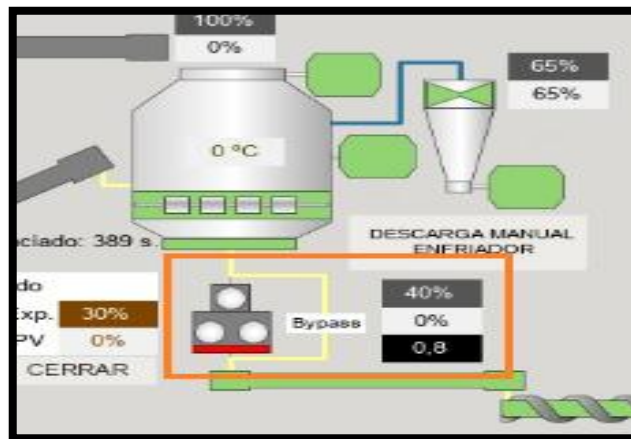 100%
0%
65%
65%
0 ºC
ciado: 389 s.
DESCARGA MANUAL
ENFRIADOR
do
Exp. 30%
PV 0%
CERRAR
Bypass
40%
0%
0,8